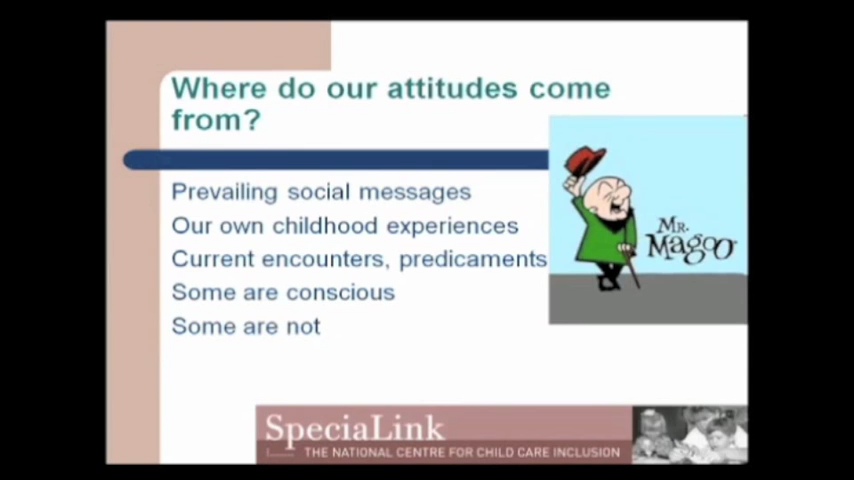 Where do our attitudes come
from?
Prevailing social messages
Our own childhood experiences
Current encounters, predicaments
Some are conscious
Some are not
MR.
MAGOO
SpeciaLink
THE NATIONAL CENTRE FOR CHILD CARE INCLUSION